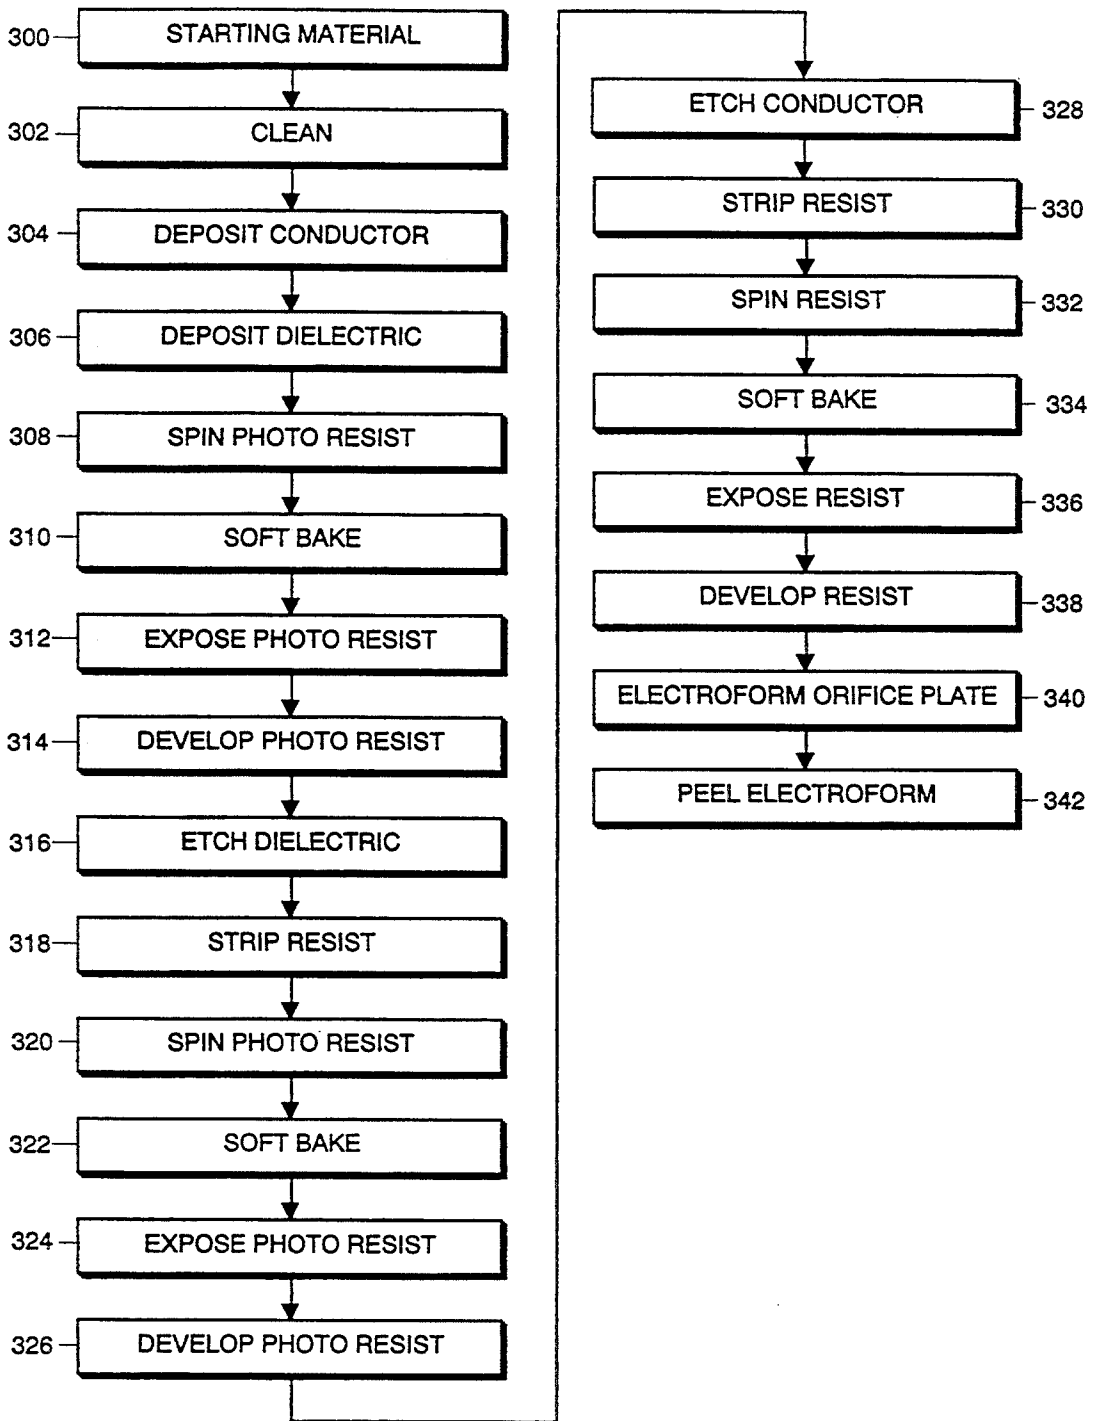 300 STARTING MATERIAL
302 CLEAN
304 DEPOSIT CONDUCTOR
306 DEPOSIT DIELECTRIC
308 SPIN PHOTO RESIST
310 SOFT BAKE
312 EXPOSE PHOTO RESIST
314 DEVELOP PHOTO RESIST
316 ETCH DIELECTRIC
318 STRIP RESIST
320 SPIN PHOTO RESIST
322 SOFT BAKE
324 EXPOSE PHOTO RESIST
326 DEVELOP PHOTO RESIST
ETCH CONDUCTOR 328
STRIP RESIST 330
SPIN RESIST 332
SOFT BAKE 334
EXPOSE RESIST 336
DEVELOP RESIST 338
ELECTROFORM ORIFICE PLATE 340
PEEL ELECTROFORM 342